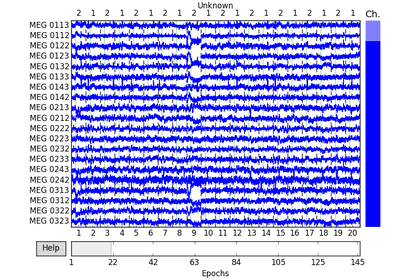 Unknown
2 1 2 1 2 1 2 1 2 1 2 1 2 1 2 1 2 1 2 1
Ch.
MEG 0113
MEG 0112
MEG 0122
MEG 0123
MEG 0132
MEG 0133
MEG 0143
MEG 0142
MEG 0213
MEG 0212
MEG 0222
MEG 0223
MEG 0232
MEG 0233
MEG 0243
MEG 0242
MEG 0313
MEG 0312
MEG 0322
MEG 0323
1 2 3 4 5 6 7 8 9 10 11 12 13 14 15 16 17 18 19 20
Help
1 22 43 63 84 105 125 145
Epochs